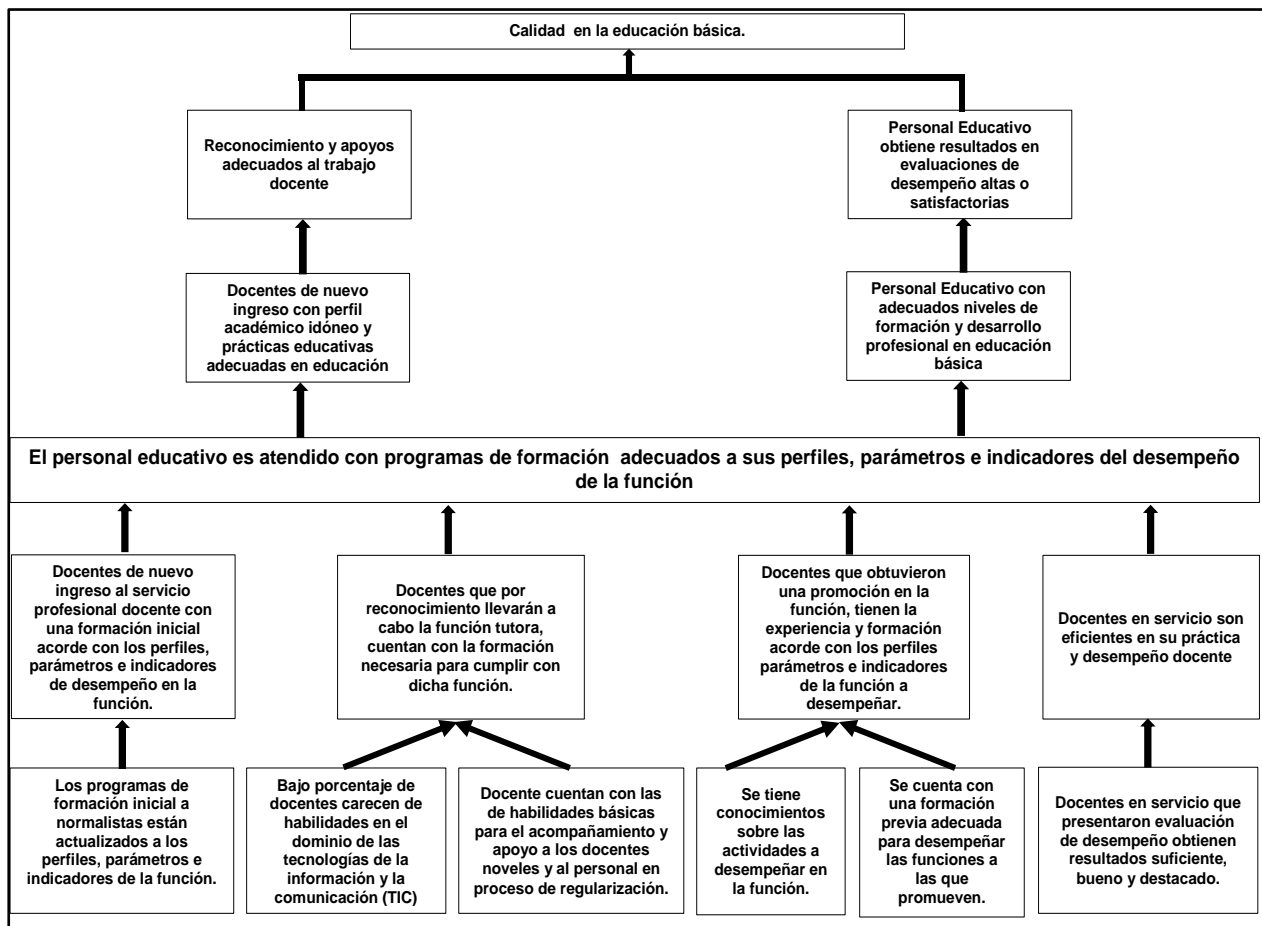 Calidad en la educación básica.
Reconocimiento y apoyos
adecuados al trabajo
docente
Personal Educativo
obtiene resultados en
evaluaciones de
desempeño altas o
satisfactorias
Docentes de nuevo
ingreso con perfil
académico idóneo y
prácticas educativas
adecuadas en educación
Personal Educativo con
adecuados niveles de
formación y desarrollo
profesional en educación
básica
El personal educativo es atendido con programas de formación adecuados a sus perfiles, parámetros e indicadores del desempeño
de la función
Docentes de nuevo
ingreso al servicio
profesional docente con
una formación inicial
acorde con los perfiles,
parámetros e indicadores
de desempeño en la
función.
Docentes que por
reconocimiento llevarán a
cabo la función tutora,
cuentan con la formación
necesaria para cumplir con
dicha función.
Docentes que obtuvieron
una promoción en la
función, tienen la
experiencia y formación
acorde con los perfiles
parámetros e indicadores
de la función a
desempeñar.
Docentes en servicio son
eficientes en su práctica
y desempeño docente
Los programas de
formación inicial a
normalistas están
actualizados a los
perfiles, parámetros e
indicadores de la función.
Bajo porcentaje de
docentes carecen de
habilidades en el
dominio de las
tecnologías de la
información y la
comunicación (TIC)
Docente cuentan con las
de habilidades básicas
para el acompañamiento y
apoyo a los docentes
noveles y al personal en
proceso de regularización.
Se tiene
conocimientos
sobre las
actividades a
desempeñar en
la función.
Se cuenta con
una formación
previa adecuada
para desempeñar
las funciones a
las que
promueven.
Docentes en servicio que
presentaron evaluación
de desempeño obtienen
resultados suficiente,
bueno y destacado.